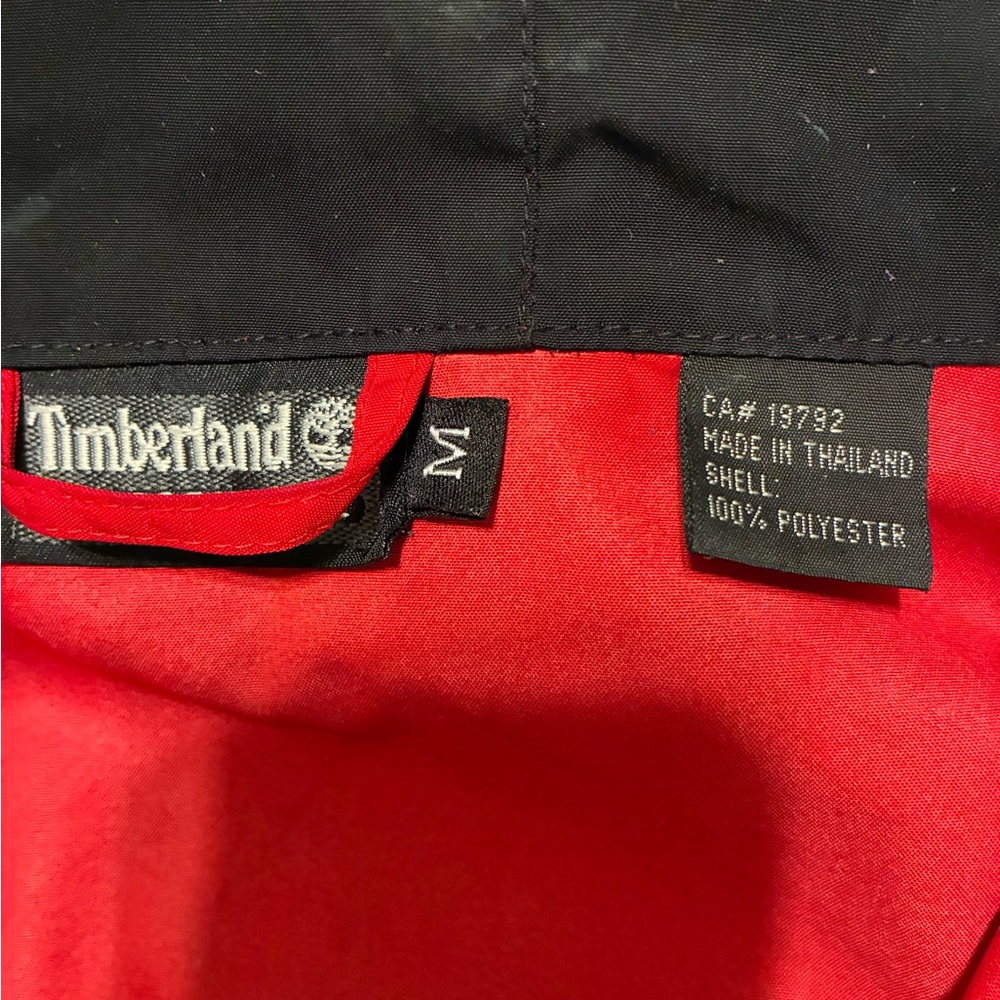 Timberland
M
CA# 19792
MADE IN THAILAND
SHELL:
100% POLYESTER